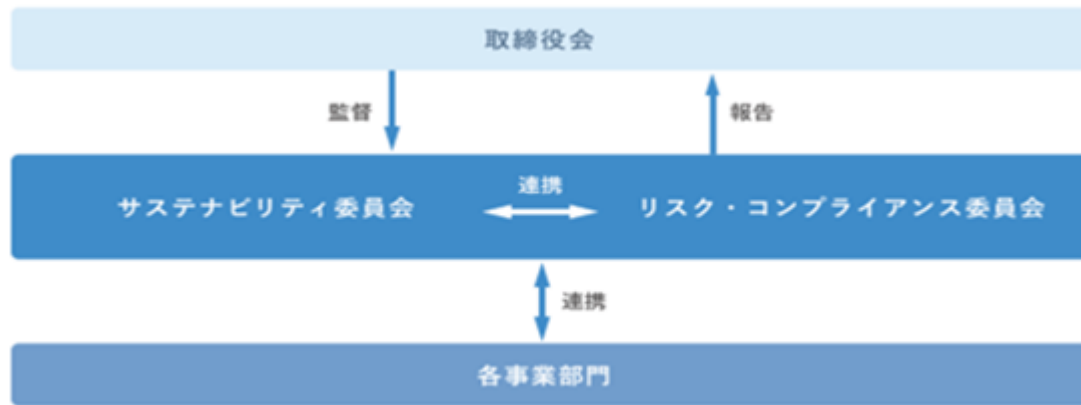 取締役会
監督
報告
サステナビリティ委員会
連携
リスク・コンプライアンス委員会
連携
各事業部門